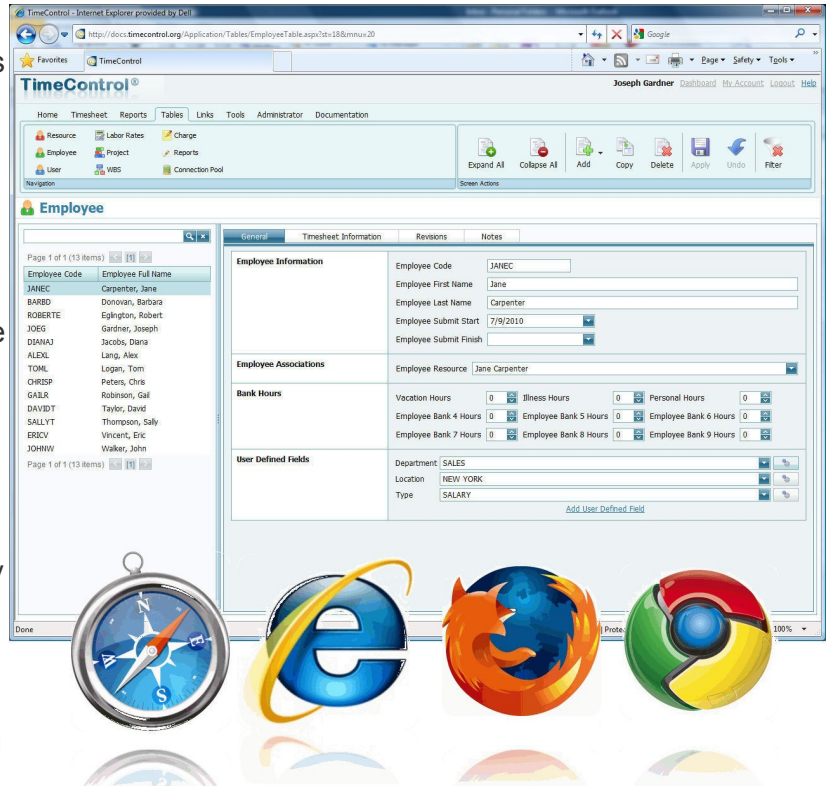 TimeControl - Internet Explorer provided by Dell
http://docs.timecontrol.org/Application/Tables/EmployeeTable.aspx?st=18&mnu=20
Google
Favorites TimeControl Page Safety Tools
TimeControl® Joseph Gardner Dashboard My Account Logout Help
Home Timesheet Reports Tables Links Tools Administrator Documentation
Resource Labor Rates Charge
Employee Project Reports
User WBS Connection Pool
Expand All Collapse All Add Copy Delete Apply Undo Filter
Navigation Screen Actions
Employee
General Timesheet Information Revisions Notes
Page 1 of 1 (13 items) [1]
Employee Code Employee Full Name
JANEC Carpenter, Jane
BARBD Donovan, Barbara
ROBERTE Eglington, Robert
JOEG Gardner, Joseph
DIANAJ Jacobs, Diana
ALEXL Lang, Alex
TOML Logan, Tom
CHRISP Peters, Chris
GAILR Robinson, Gail
DAVIDT Taylor, David
SALLYT Thompson, Sally
ERICV Vincent, Eric
JOHNW Walker, John
Page 1 of 1 (13 items) [1]
Employee Information
Employee Code JANEC
Employee First Name Jane
Employee Last Name Carpenter
Employee Submit Start 7/9/2010
Employee Submit Finish
Employee Associations
Employee Resource Jane Carpenter
Bank Hours
Vacation Hours 0 Illness Hours 0 Personal Hours 0
Employee Bank 4 Hours 0 Employee Bank 5 Hours 0 Employee Bank 6 Hours 0
Employee Bank 7 Hours 0 Employee Bank 8 Hours 0 Employee Bank 9 Hours 0
User Defined Fields
Department SALES
Location NEW YORK
Type SALARY
Add User Defined Field
Done 100%
N
E
S
W